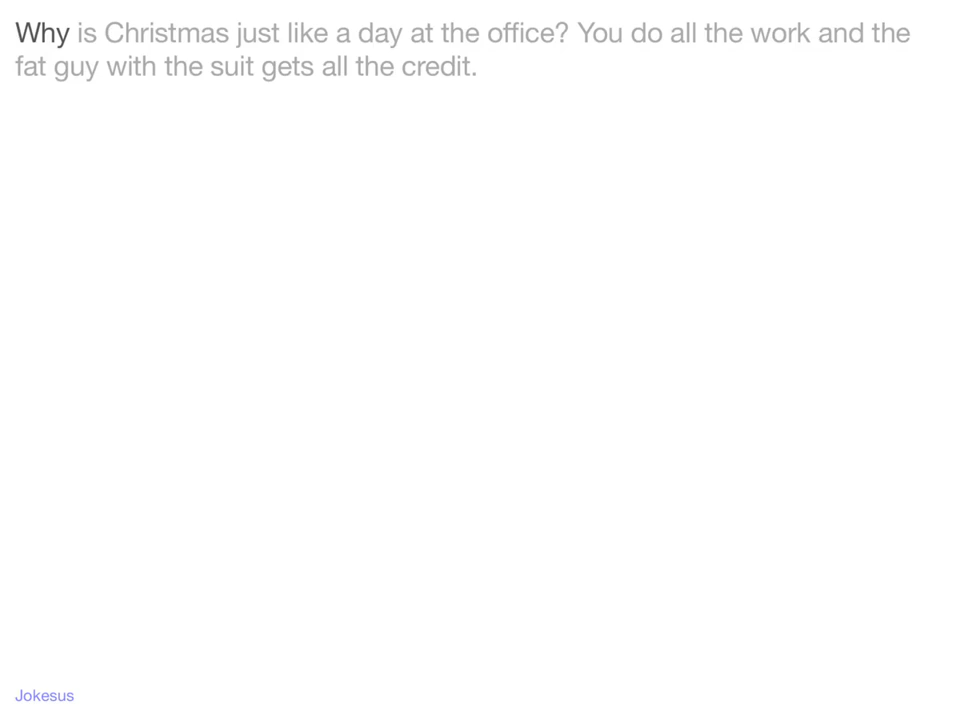 Why is Christmas just like a day at the office? You do all the work and the
fat guy with the suit gets all the credit.
Jokesus